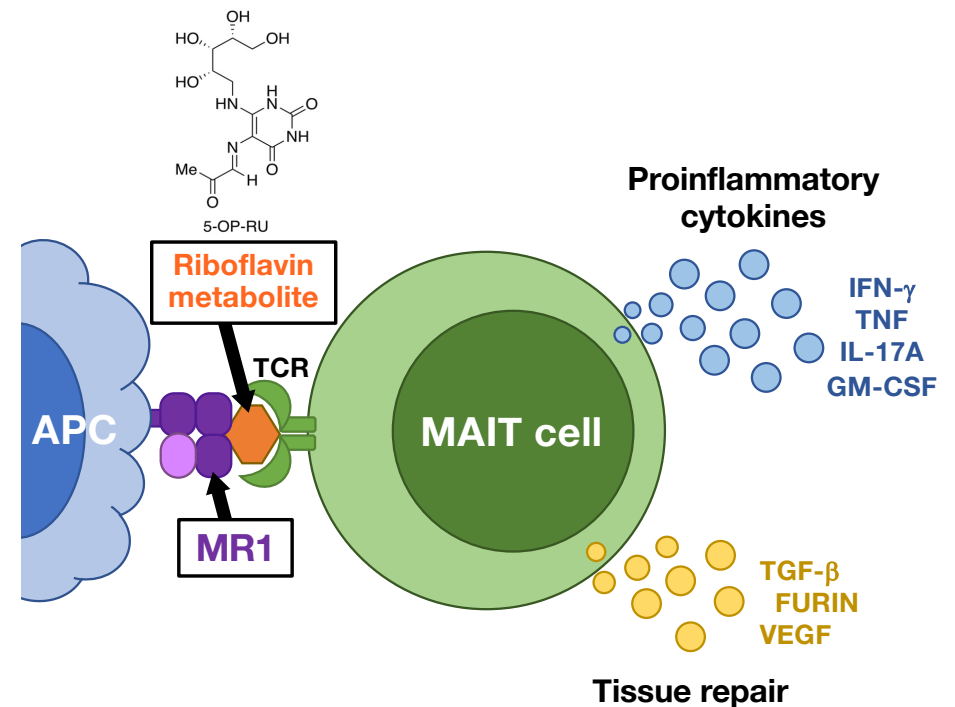 OH
HO
OH
HO
HN
H
N
O
NH
N
O
Me
H
O
5-OP-RU
Riboflavin
metabolite
TCR
APC
MAIT cell
MR1
Proinflammatory
cytokines
IFN-γ
TNF
IL-17A
GM-CSF
TGF-β
FURIN
VEGF
Tissue repair